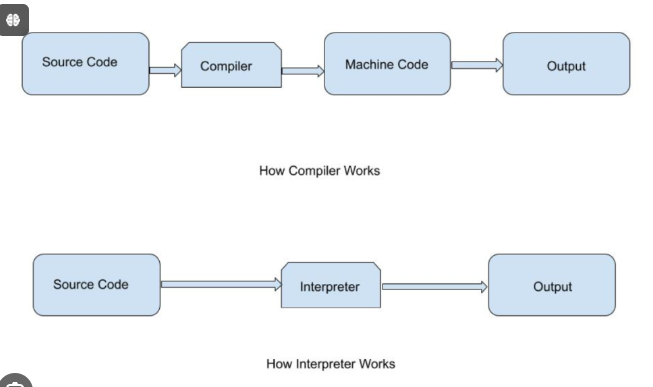 Source Code
Compiler
Machine Code
Output
How Compiler Works
Source Code
Interpreter
Output
How Interpreter Works